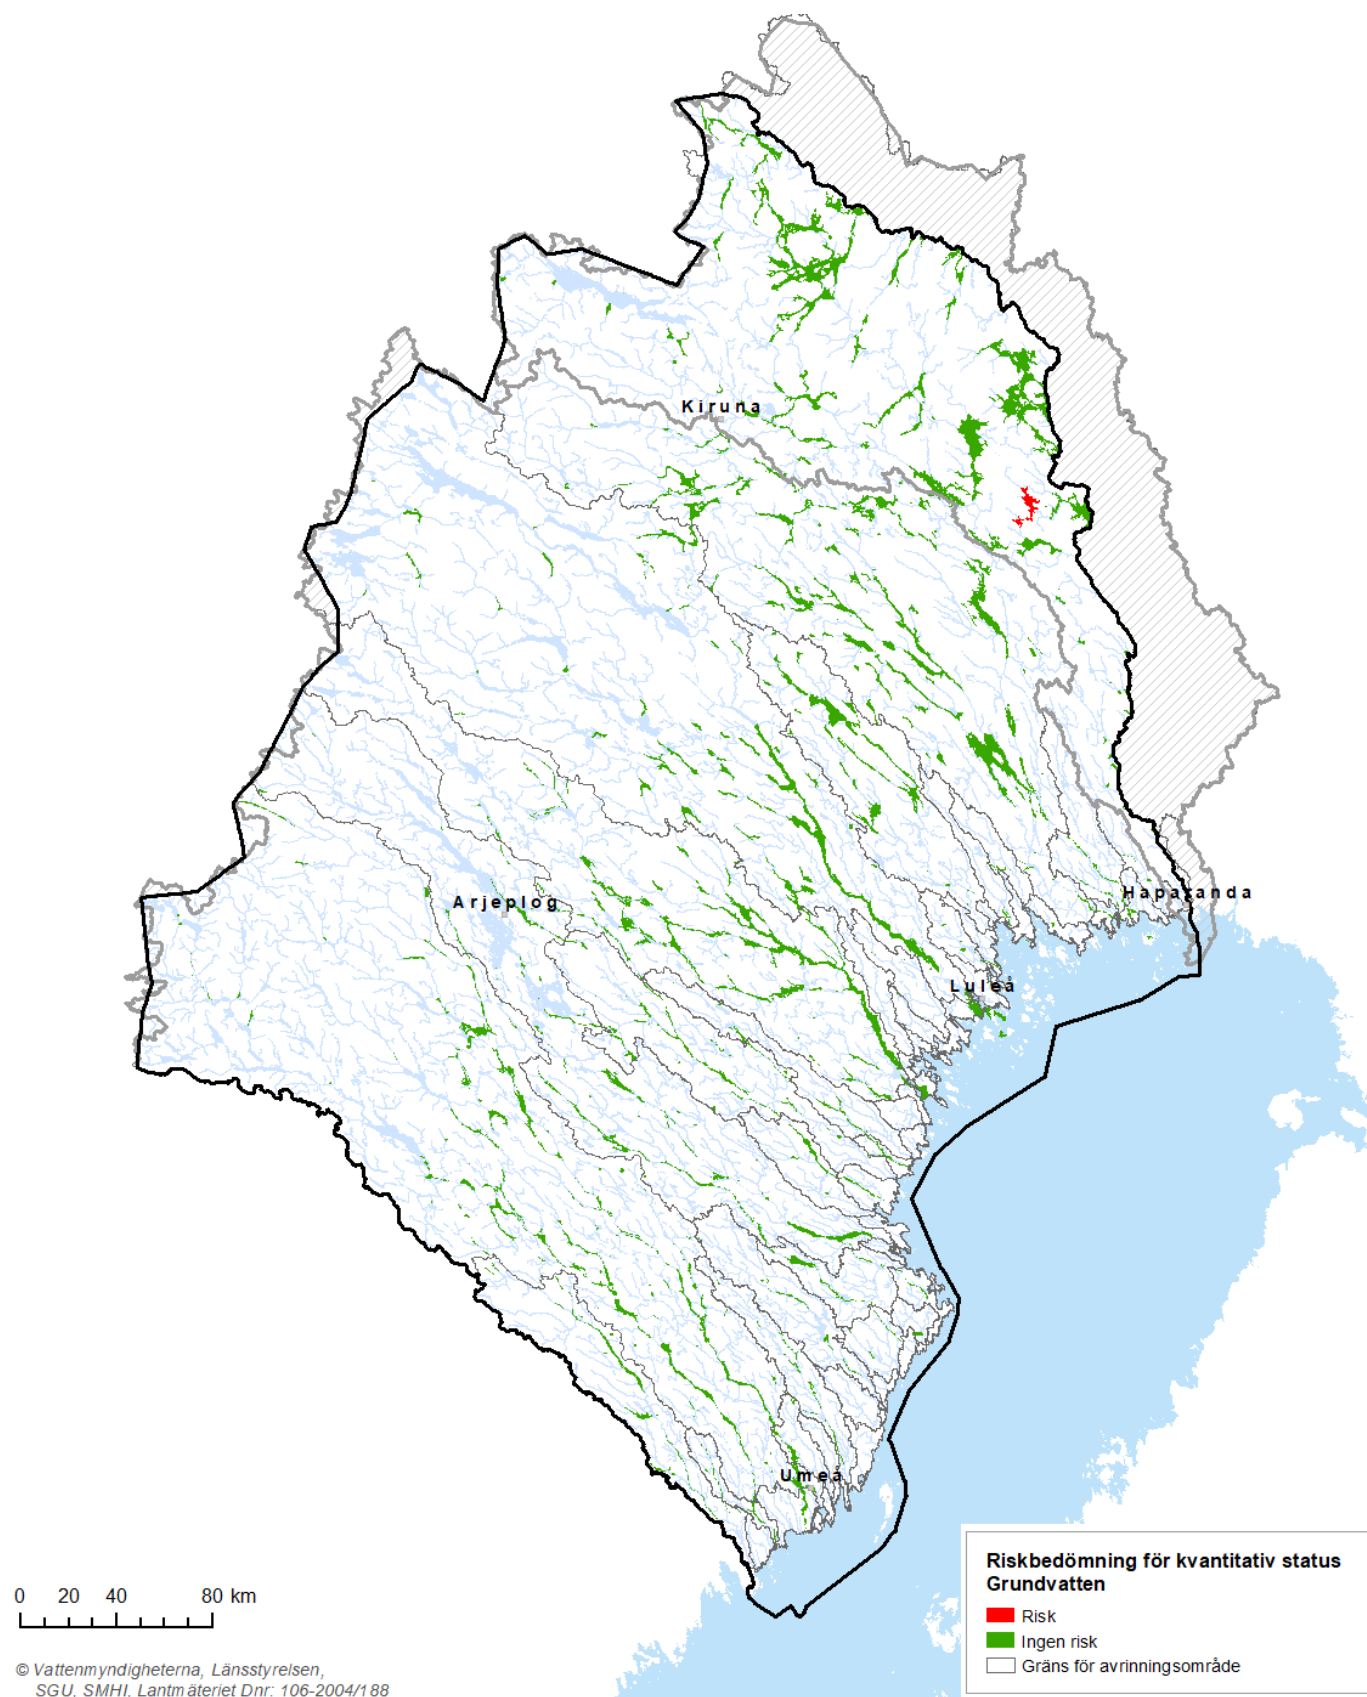 Kiruna
Arjeplog
Haparanda
Luleå
Umeå
Riskbedömning för kvantitativ status
Grundvatten
Risk
Ingen risk
Gräns för avrinningsområde
0 20 40 80 km
© Vattenmyndigheterna, Länsstyrelsen,
SGU, SMHI, Lantmäteriet Dnr: 106-2004/188